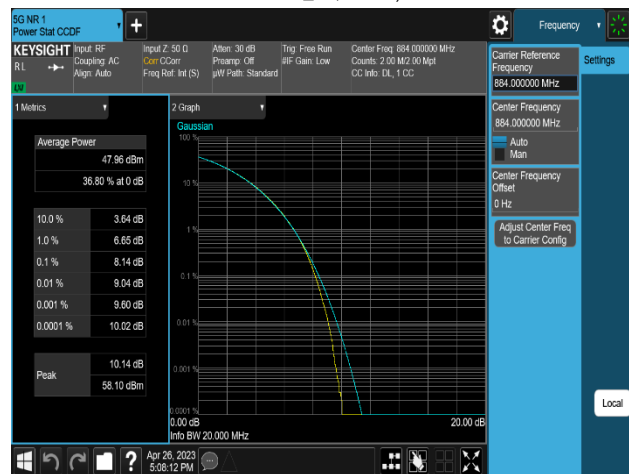 5G NR 1
Power Stat CCDF
+
Frequency
KEYSIGHT
RL
LNI
Input: RF
Coupling: AC
Align: Auto
Input Z: 50 Ω
Corr CCorr
Freq Ref: Int (S)
Atten: 30 dB
Preamp: Off
µW Path: Standard
Trig: Free Run
#IF Gain: Low
Center Freq: 884.000000 MHz
Counts: 2.00 M/2.00 Mpt
CC Info: DL, 1 CC
1 Metrics
Average Power
47.96 dBm
36.80 % at 0 dB
10.0 % 3.64 dB
1.0 % 6.65 dB
0.1 % 8.14 dB
0.01 % 9.04 dB
0.001 % 9.60 dB
0.0001 % 10.02 dB
Peak
10.14 dB
58.10 dBm
2 Graph
Gaussian
100 %
10 %
1 %
0.1 %
0.01 %
0.001 %
0.0001 %
0.00 dB 20.00 dB
Info BW 20.000 MHz
Carrier Reference
Frequency
884.000000 MHz
Center Frequency
884.000000 MHz
Auto
Man
Center Frequency
Offset
0 Hz
Adjust Center Freq
to Carrier Config
Settings
Local
?
Apr 26, 2023
5:08:12 PM